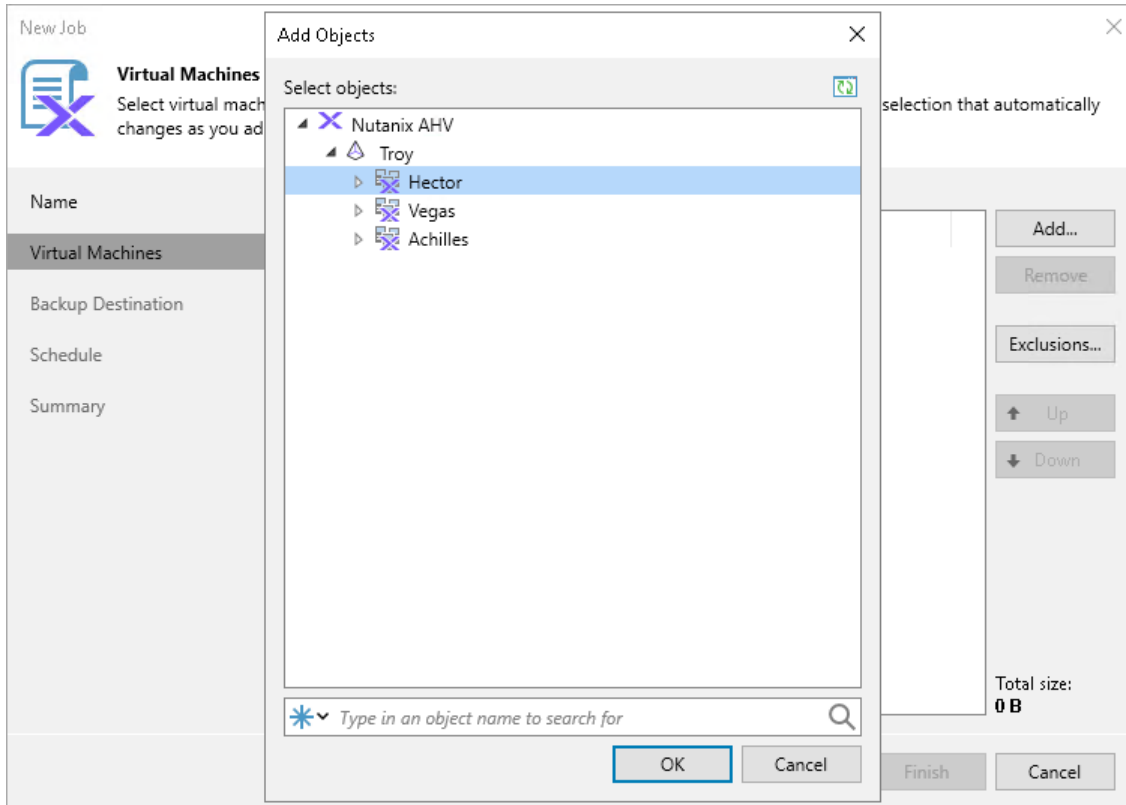 New Job
Virtual Machines
Select virtual mach
changes as you ad
selection that automatically
Name
Virtual Machines
Backup Destination
Schedule
Summary
Add Objects
Select objects:
Nutanix AHV
Troy
Hector
Vegas
Achilles
Type in an object name to search for
OK
Cancel
Add...
Remove
Exclusions...
Up
Down
Total size:
0 B
Finish
Cancel